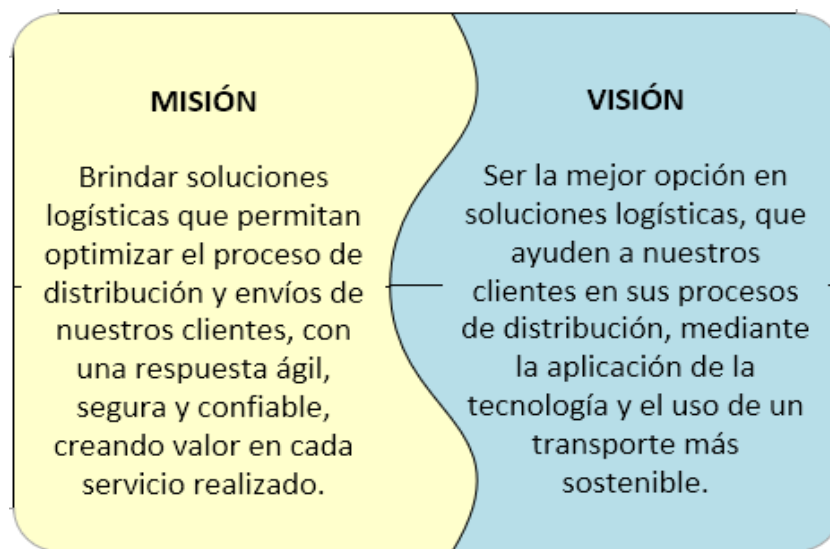 MISIÓN
Brindar soluciones
logísticas que permitan
optimizar el proceso de
distribución y envíos de
nuestros clientes, con
una respuesta ágil,
segura y confiable,
creando valor en cada
servicio realizado.
VISIÓN
Ser la mejor opción en
soluciones logísticas, que
ayuden a nuestros
clientes en sus procesos
de distribución, mediante
la aplicación de la
tecnología y el uso de un
transporte más
sostenible.